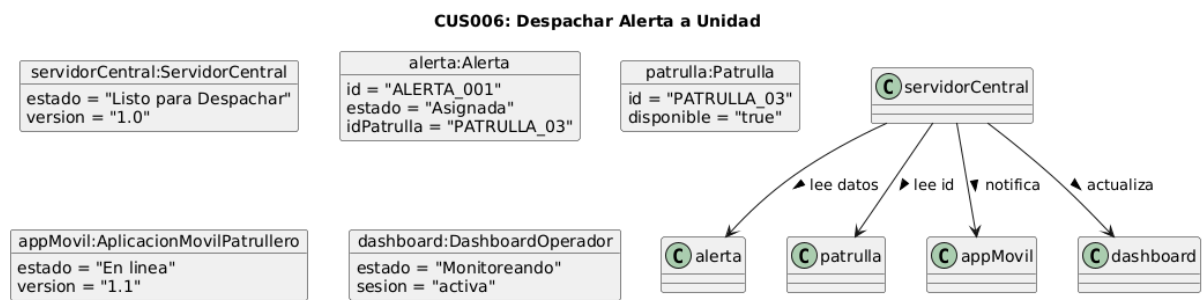 CUS006: Despachar Alerta a Unidad
servidorCentral:ServidorCentral
estado = "Listo para Despachar"
version = "1.0"
alerta:Alerta
id = "ALERTA_001"
estado = "Asignada"
idPatrulla = "PATRULLA_03"
patrulla:Patrulla
id = "PATRULLA_03"
disponible = "true"
C servidorCentral
lee datos
lee id
notifica
actualiza
appMovil:AplicacionMovilPatrullero
estado = "En linea"
version = "1.1"
dashboard:DashboardOperador
estado = "Monitoreando"
sesion = "activa"
C alerta
C patrulla
C appMovil
C dashboard